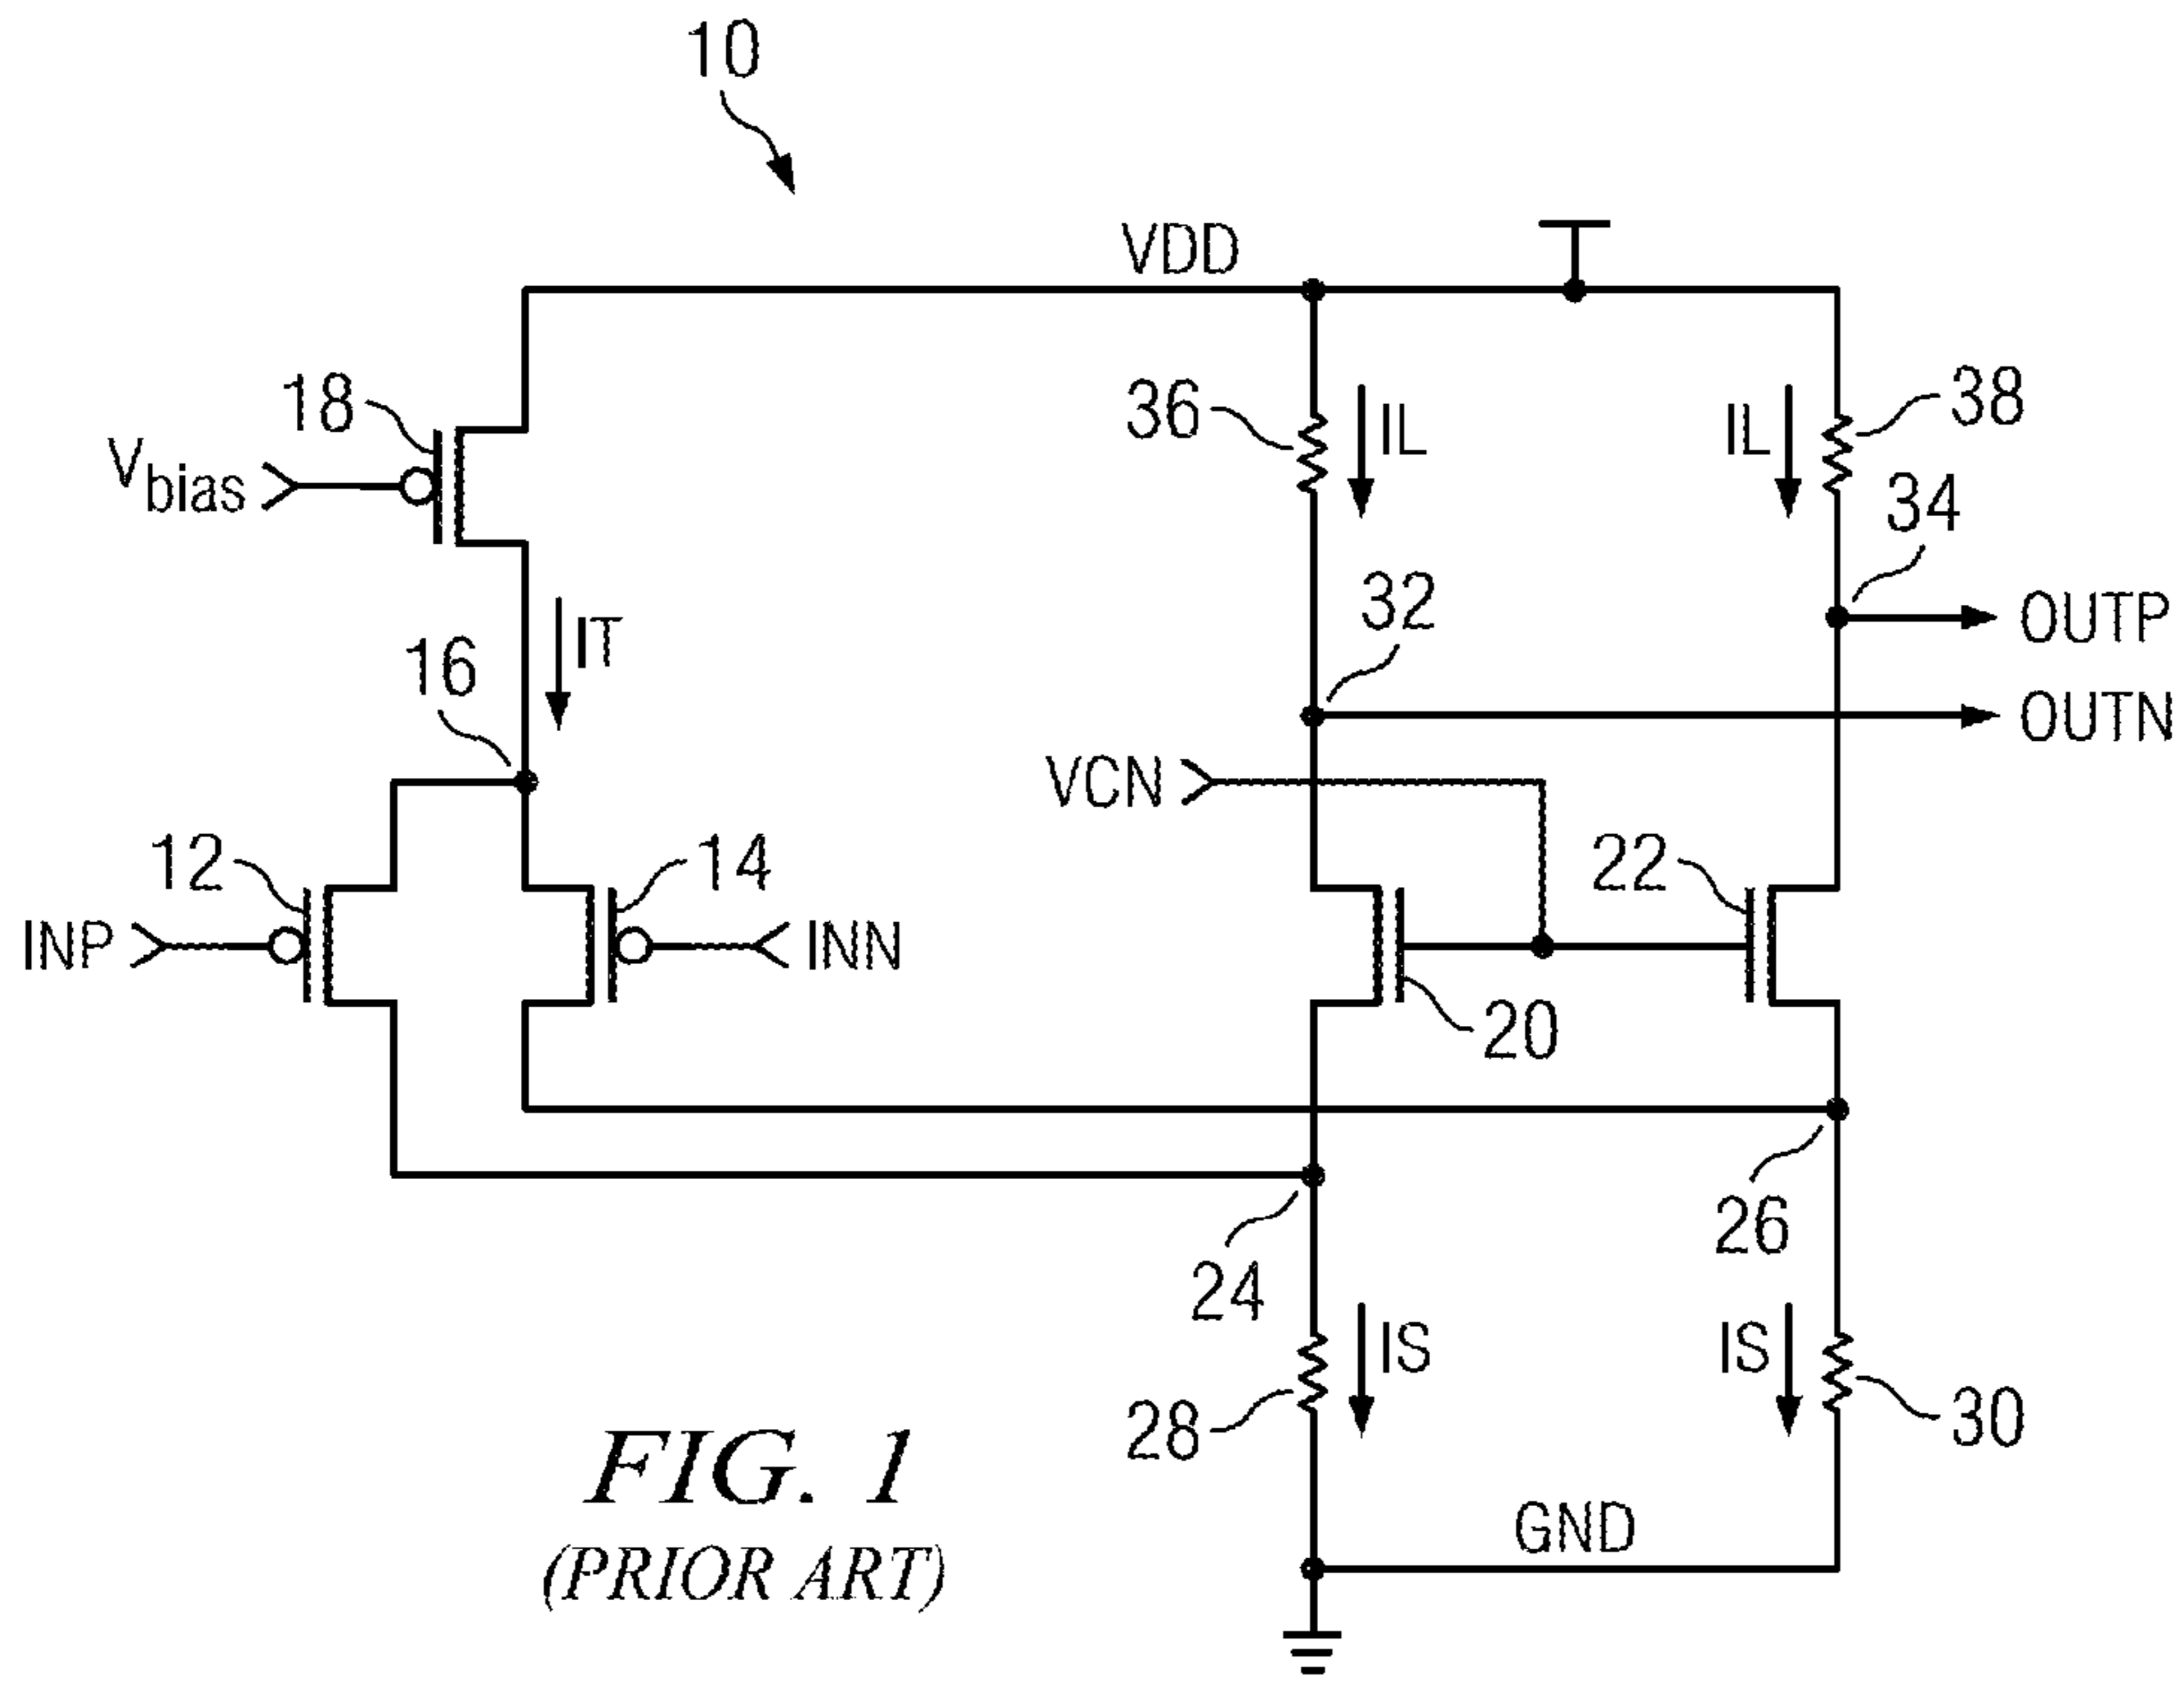 10
VDD
18
36
IL
IL
38
Vbias
34
32
OUTP
16
IT
OUTN
VCN
12
14
22
INP
INN
20
26
24
IS
IS
28
30
FIG. 1
GND
(PRIOR ART)